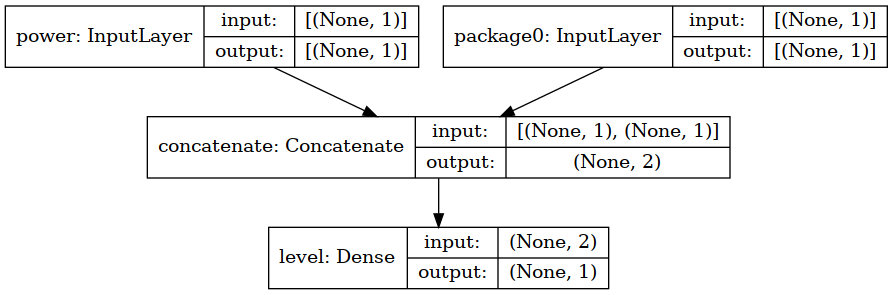 power: InputLayer
input: [(None, 1)]
output: [(None, 1)]
package0: InputLayer
input: [(None, 1)]
output: [(None, 1)]
concatenate: Concatenate
input: [(None, 1), (None, 1)]
output: (None, 2)
level: Dense
input: (None, 2)
output: (None, 1)